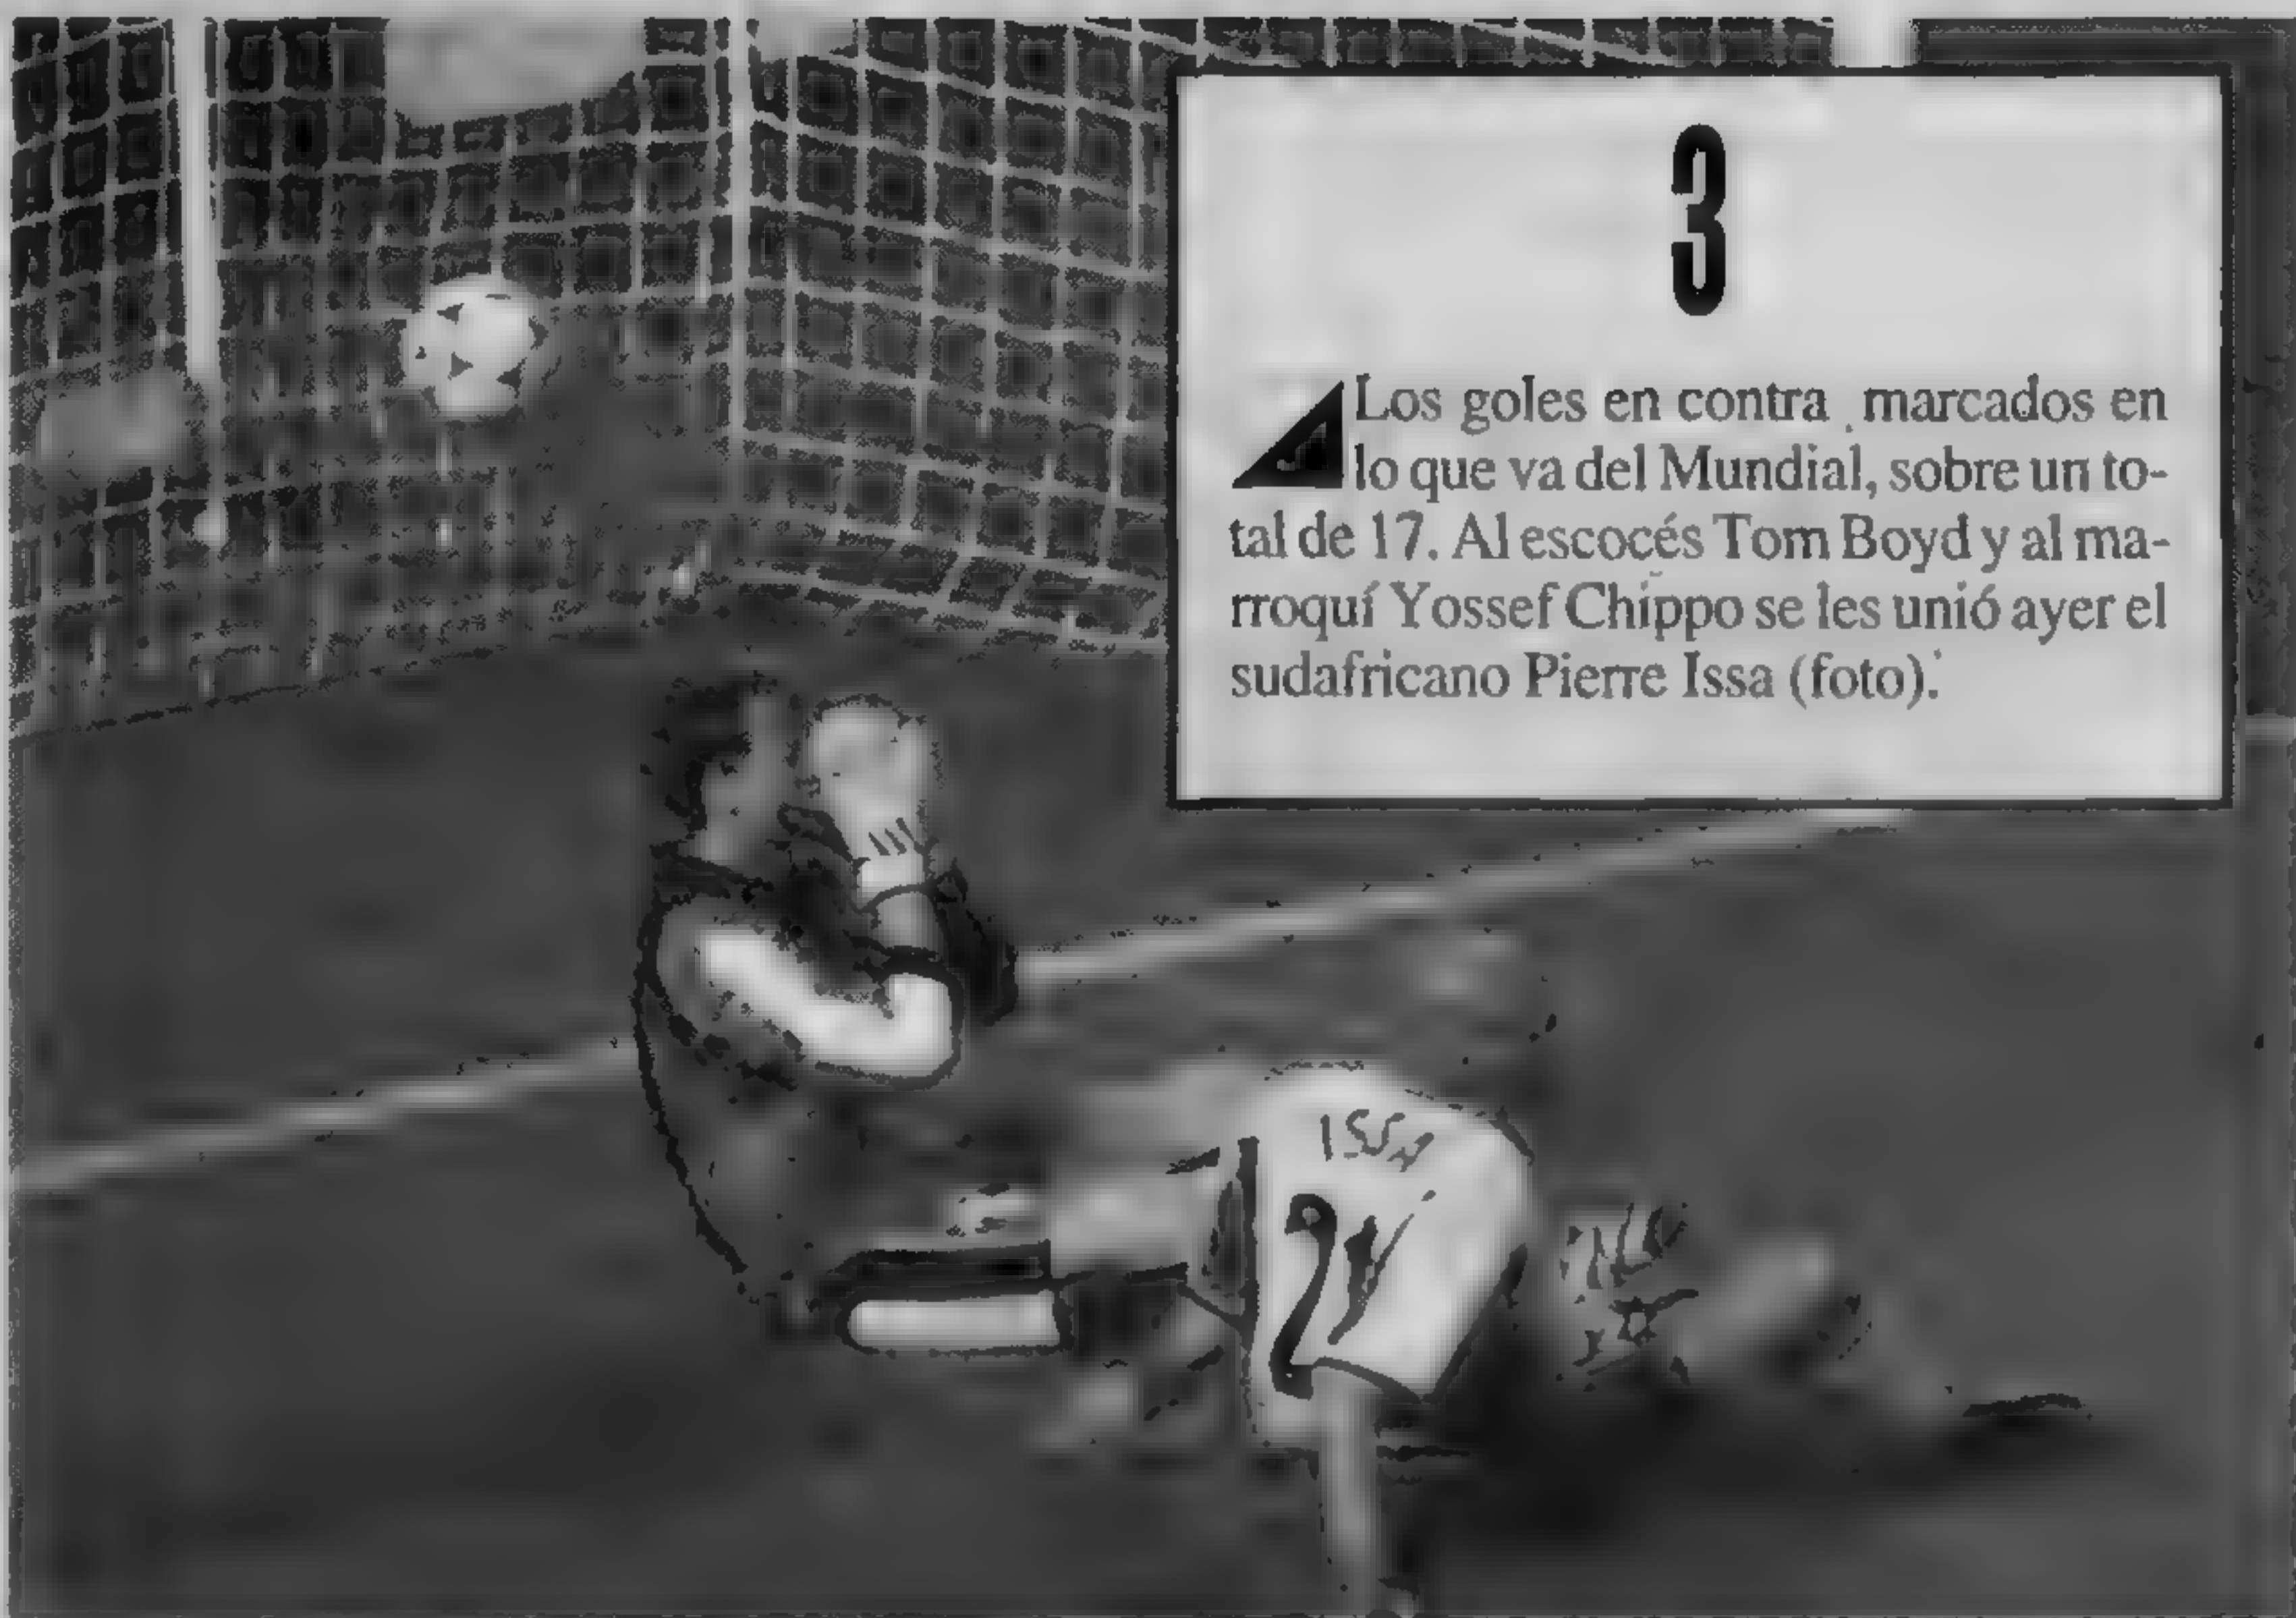 3
Los goles en contra marcados en
lo que va del Mundial, sobre un to-
tal de 17. Al escocés Tom Boyd y al ma-
rroquí Yossef Chippo se les unió ayer el
sudafricano Pierre Issa (foto).
ISSA